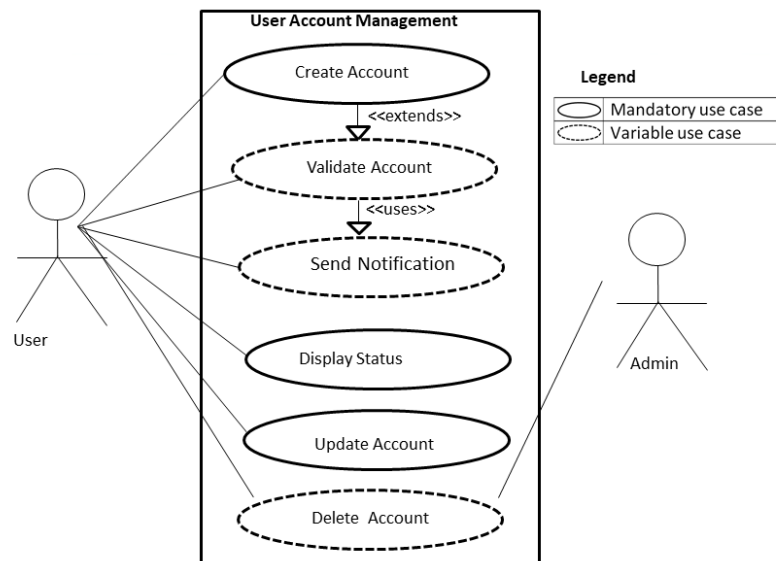 User Account Management
Create Account
<<extends>>
Validate Account
<<uses>>
Send Notification
Display Status
Update Account
Delete Account
User
Admin
Legend
Mandatory use case
Variable use case